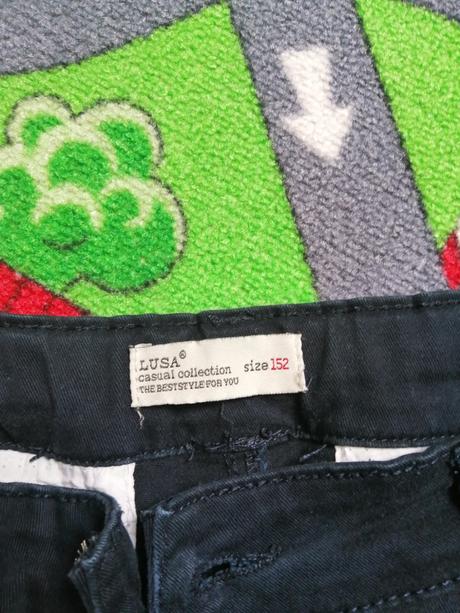 LUSA®
casual collection size 152
THE BESTSTYLE FOR YOU